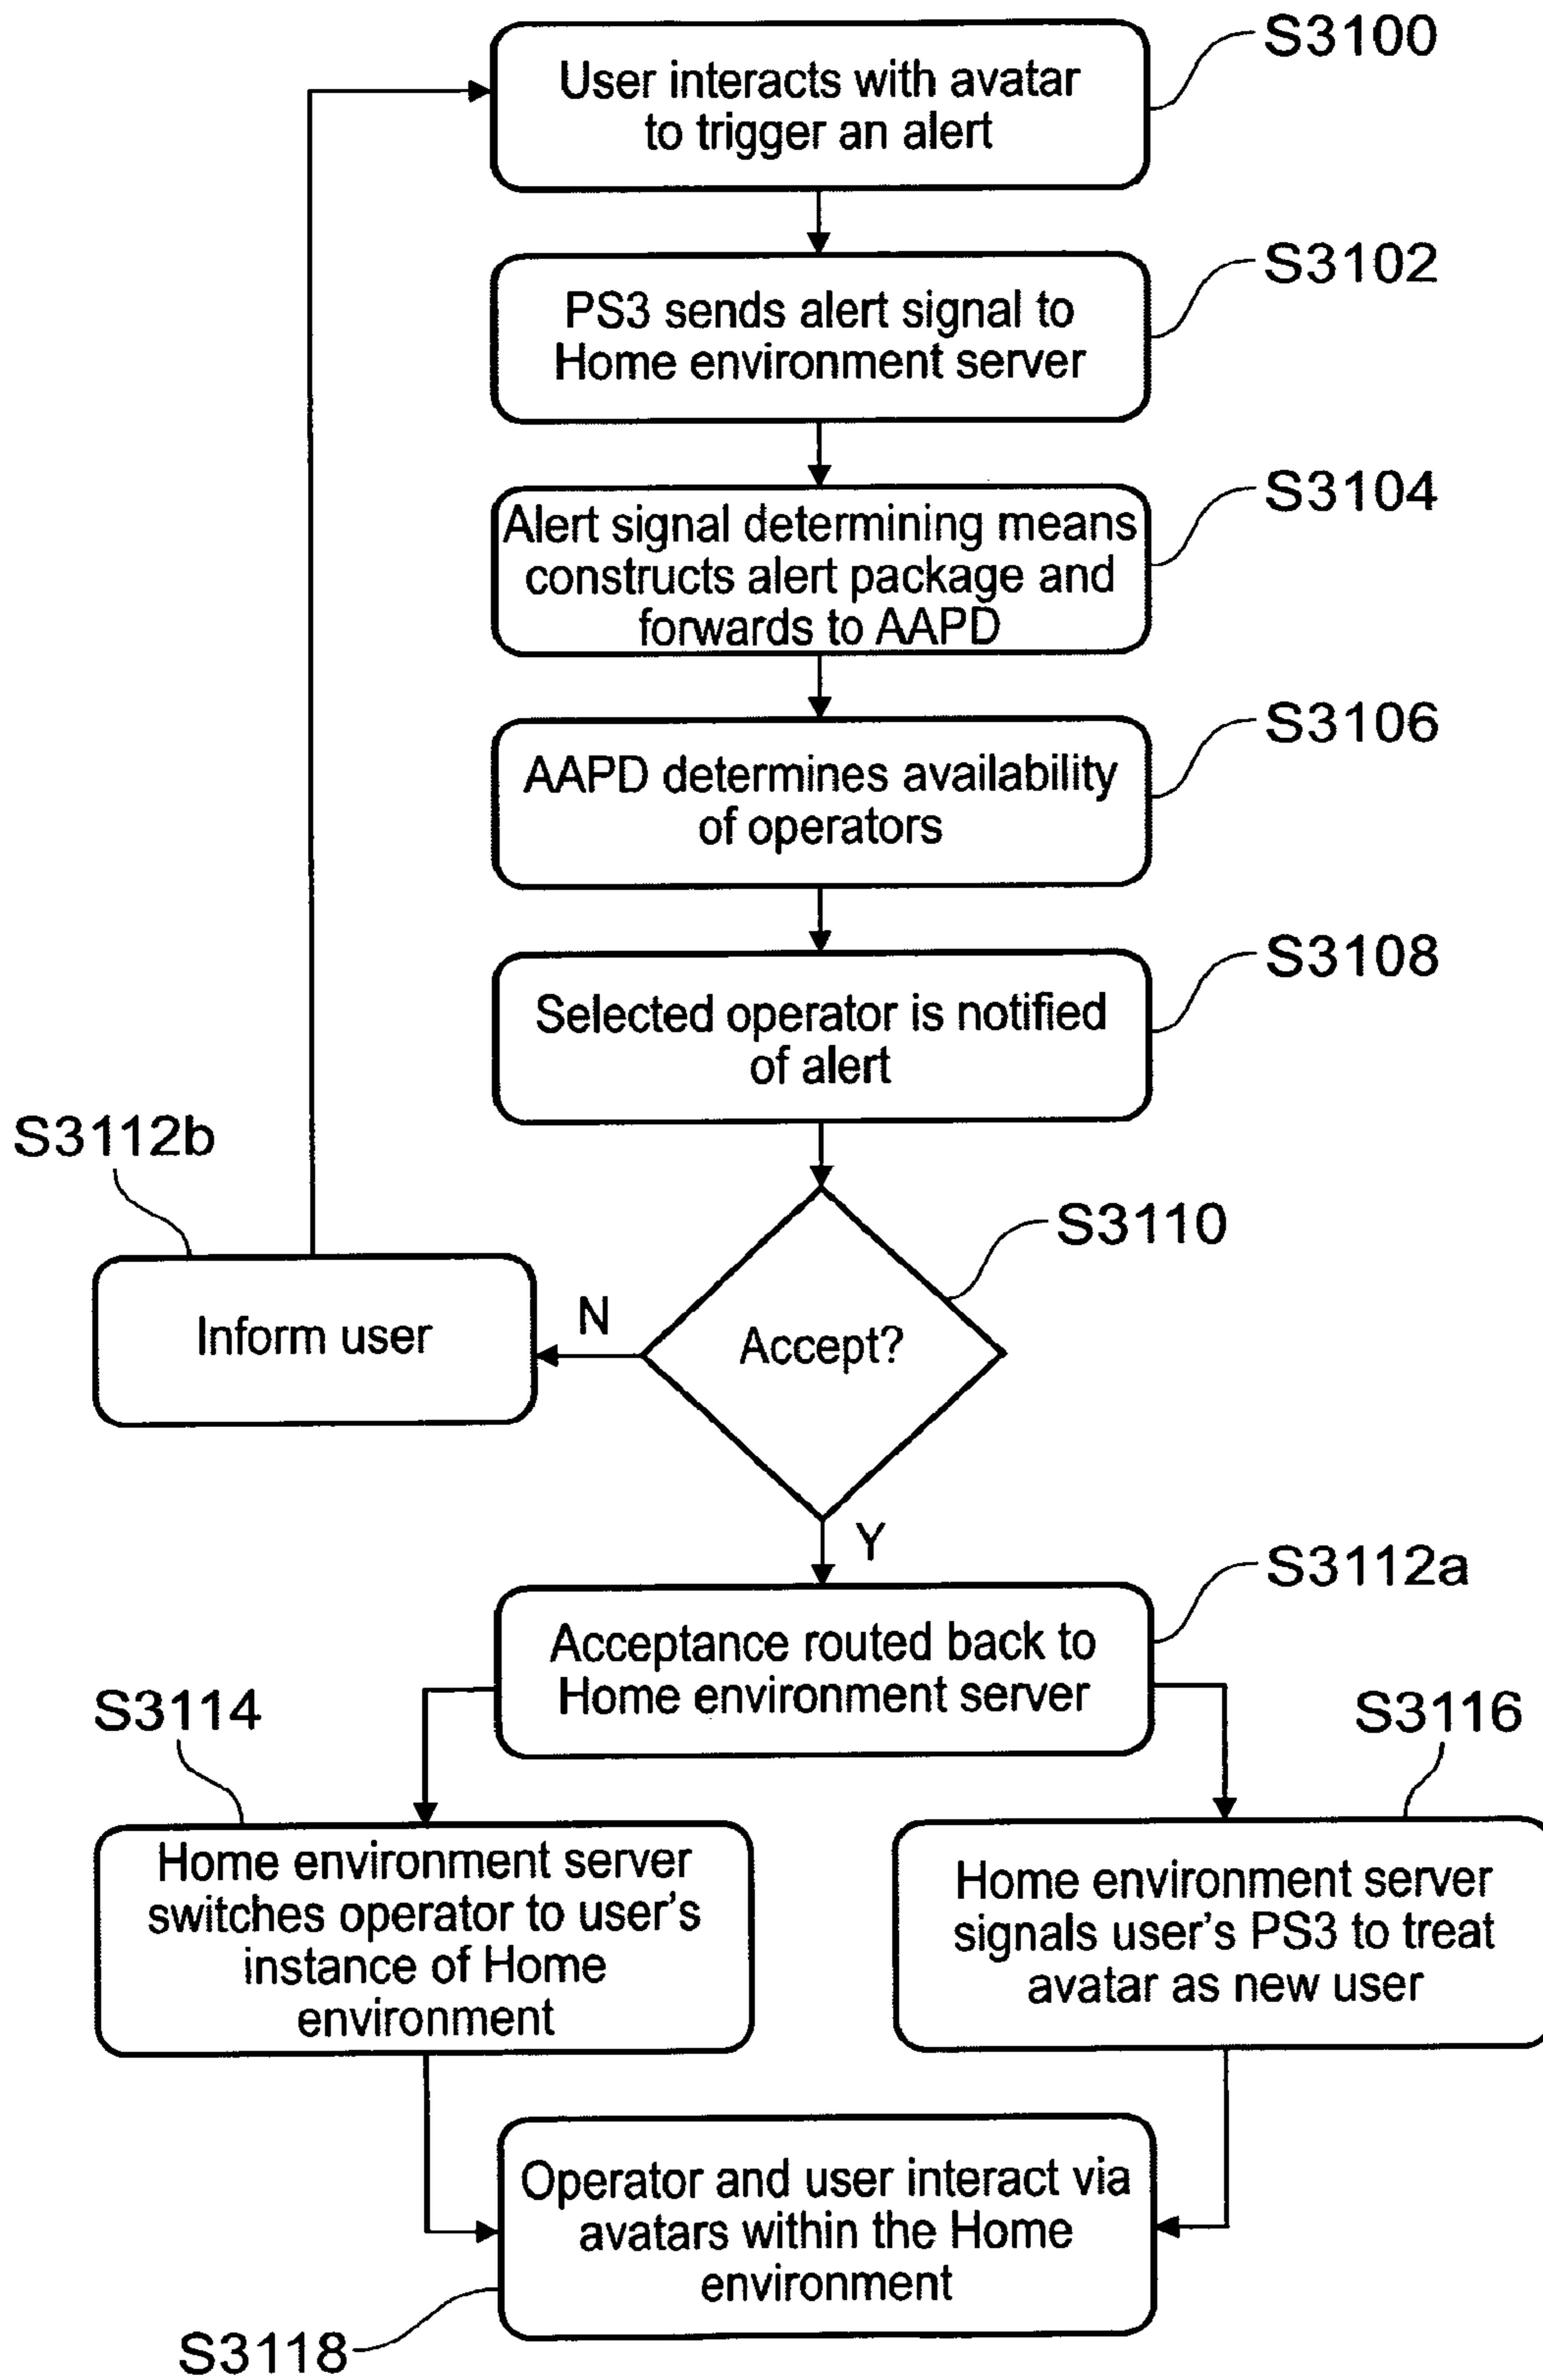 S3100
User interacts with avatar
to trigger an alert
S3102
PS3 sends alert signal to
Home environment server
S3104
Alert signal determining means
constructs alert package and
forwards to AAPD
S3106
AAPD determines availability
of operators
S3108
Selected operator is notified
of alert
S3112b
S3110
Inform user
N
Accept?
Y
S3112a
Acceptance routed back to
Home environment server
S3114
S3116
Home environment server
switches operator to user's
instance of Home
environment
Home environment server
signals user's PS3 to treat
avatar as new user
Operator and user interact via
avatars within the Home
environment
S3118